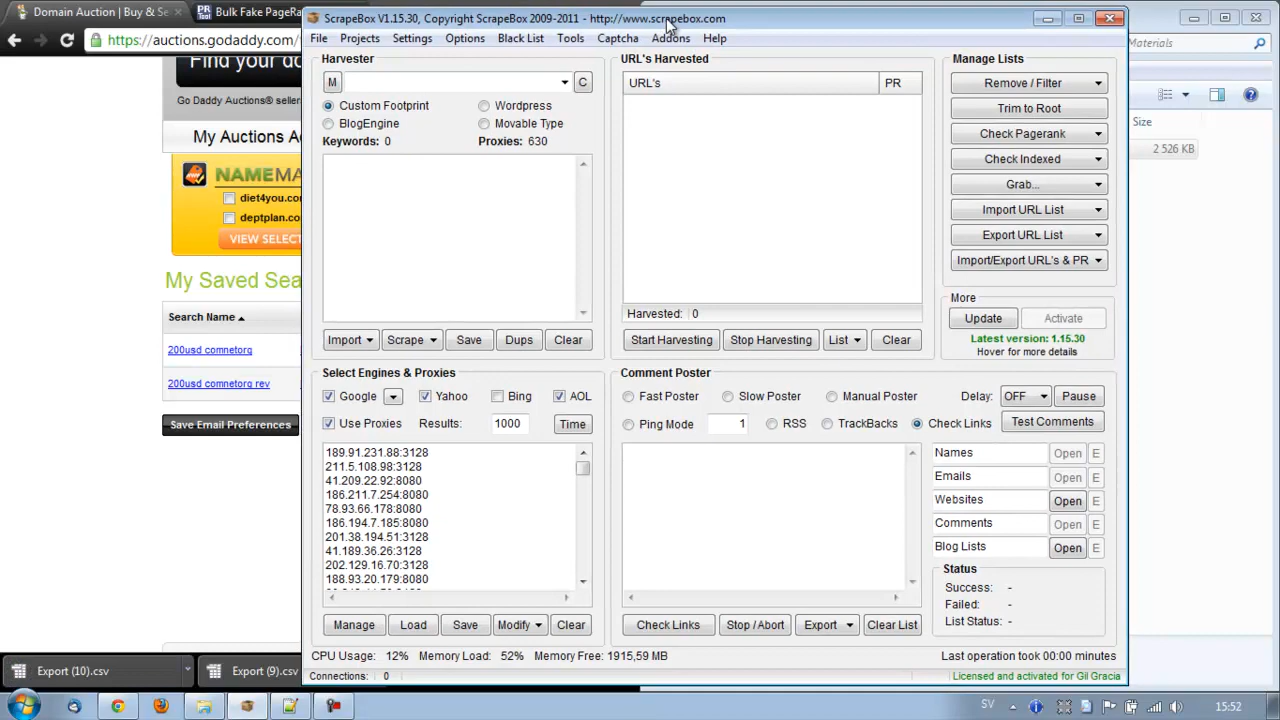 Domain Auction | Buy & Se
Bulk Fake PageRa
https://auctions.godaddy.com/
Find your do
Go Daddy Auctions® seller
My Auctions Ac
NAMEMA
diet4you.co
deptplan.co
VIEW SELECT
My Saved Sea
Search Name
200usd comnetorg
200usd comnetorg rev
Save Email Preferences
ScrapeBox V1.15.30, Copyright ScrapeBox 2009-2011 - http://www.scrapebox.com
File Projects Settings Options Black List Tools Captcha Addons Help
Harvester
M
C
Custom Footprint
Wordpress
BlogEngine
Movable Type
Keywords: 0
Proxies: 630
Import
Scrape
Save
Dups
Clear
URL's Harvested
URL's
PR
Harvested: 0
Start Harvesting
Stop Harvesting
List
Clear
Manage Lists
Remove / Filter
Trim to Root
Check Pagerank
Check Indexed
Grab...
Import URL List
Export URL List
Import/Export URL's & PR
More
Update
Activate
Latest version: 1.15.30
Hover for more details
Select Engines & Proxies
Google
Yahoo
Bing
AOL
Use Proxies
Results: 1000
Time
189.91.231.88:3128
211.5.108.98:3128
41.209.22.92:8080
186.211.7.254:8080
78.93.66.178:8080
186.194.7.185:8080
201.38.194.51:3128
41.189.36.26:3128
202.129.16.70:3128
188.93.20.179:8080
Manage
Load
Save
Modify
Clear
Comment Poster
Fast Poster
Slow Poster
Manual Poster
Delay: OFF
Pause
Ping Mode 1
RSS
TrackBacks
Check Links
Test Comments
Names Open E
Emails Open E
Websites Open E
Comments Open E
Blog Lists Open E
Status
Success: -
Failed: -
List Status: -
Check Links
Stop / Abort
Export
Clear List
CPU Usage: 12% Memory Load: 52% Memory Free: 1915,59 MB
Last operation took 00:00 minutes
Connections: 0
Licensed and activated for Gil Gracia
Materials
Size
2 526 KB
Export (10).csv
Export (9).csv
SV
15:52